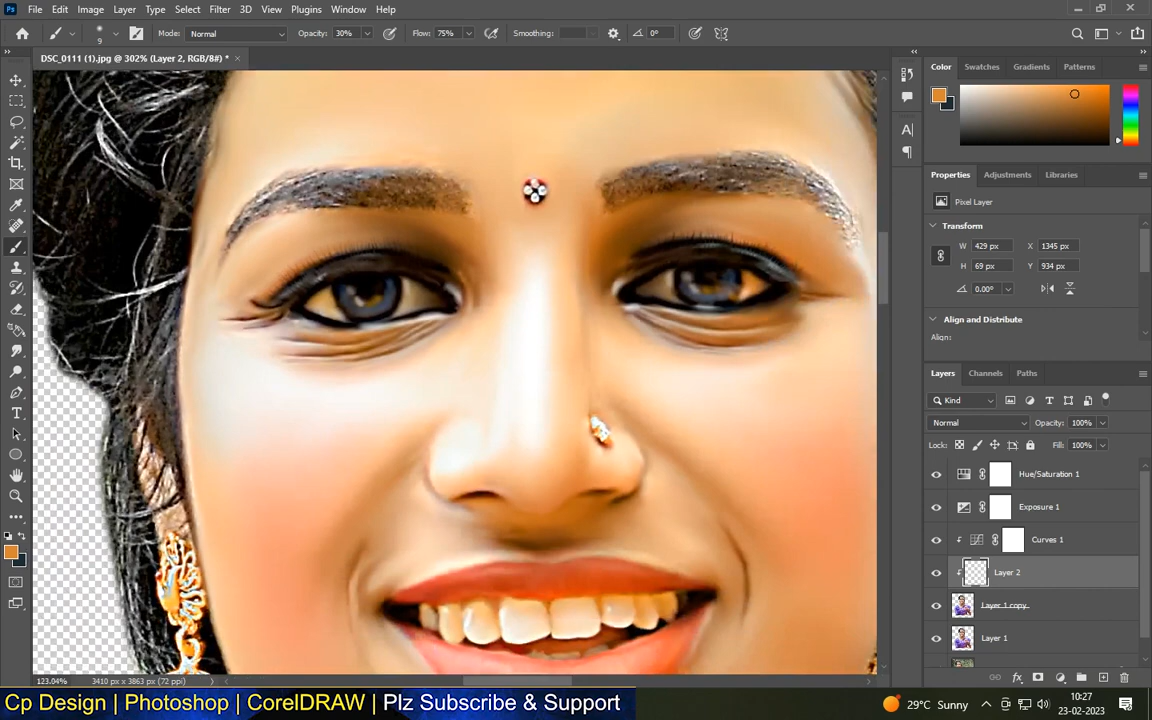 Ps File Edit Image Layer Type Select Filter 3D View Plugins Window Help
9 Mode: Normal Opacity: 30% Flow: 75% Smoothing: 0°
DSC_0111 (1).jpg @ 302% (Layer 2, RGB/8#) * ×
Color Swatches Gradients Patterns
Properties Adjustments Libraries
Pixel Layer
Transform
W 429 px X 1345 px
H 69 px Y 934 px
0.00°
Align and Distribute
Align:
Layers Channels Paths
Kind
Normal Opacity: 100%
Lock: Fill: 100%
Hue/Saturation 1
Exposure 1
Curves 1
Layer 2
Layer 1 copy
Layer 1
123.04% 3410 px x 3863 px (72 ppi)
Cp Design | Photoshop | CorelDRAW | Plz Subscribe & Support
29°C Sunny
10:27
23-02-2023